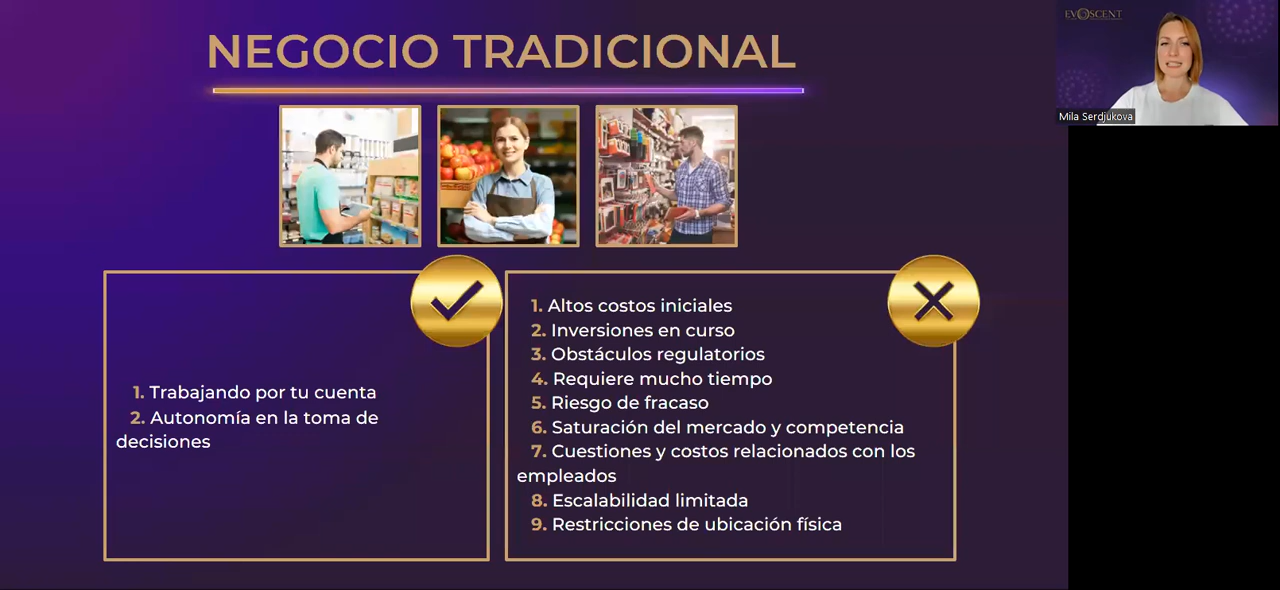 NEGOCIO TRADICIONAL
EVOSCENT
Mila Serdjukova
1. Trabajando por tu cuenta
2. Autonomía en la toma de
decisiones
1. Altos costos iniciales
2. Inversiones en curso
3. Obstáculos regulatorios
4. Requiere mucho tiempo
5. Riesgo de fracaso
6. Saturación del mercado y competencia
7. Cuestiones y costos relacionados con los
empleados
8. Escalabilidad limitada
9. Restricciones de ubicación física